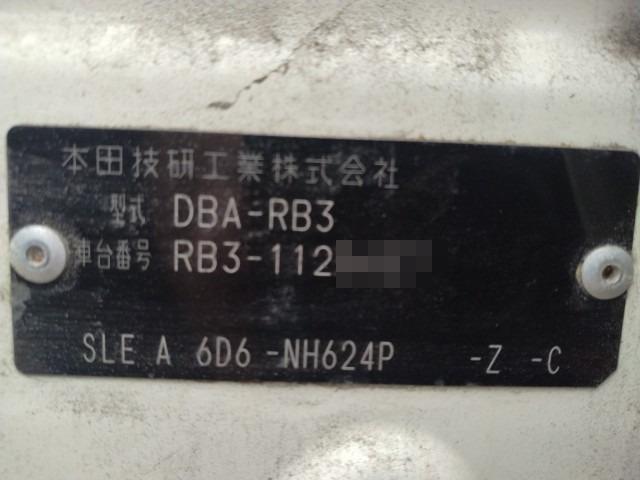 本田技研工業株式会社
型式 DBA-RB3
車台番号 RB3-112
SLE A 6D6 -NH624P -Z -C